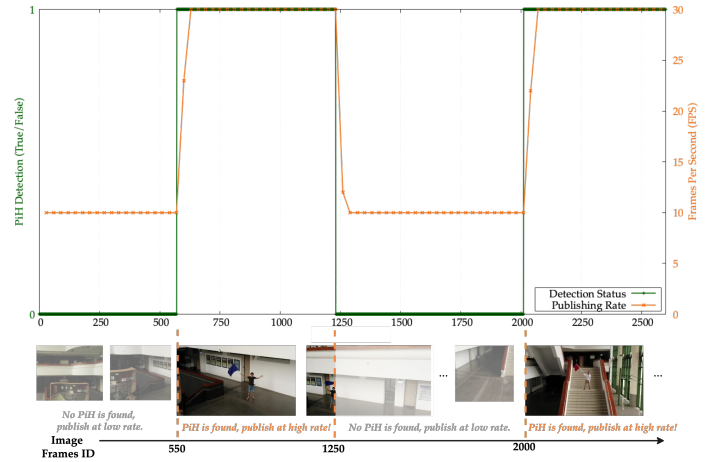 1
30
25
20
15
10
5
0
0
PiH Detection (True/False)
Frames Per Second (FPS)
Detection Status
Publishing Rate
0 250 500 750 1000 1250 1500 1750 2000 2250 2500
... ...
No PiH is found,
publish at low rate.
PiH is found, publish at high rate!
No PiH is found, publish at low rate.
PiH is found, publish at high rate!
Image
Frames ID
550 1250 2000